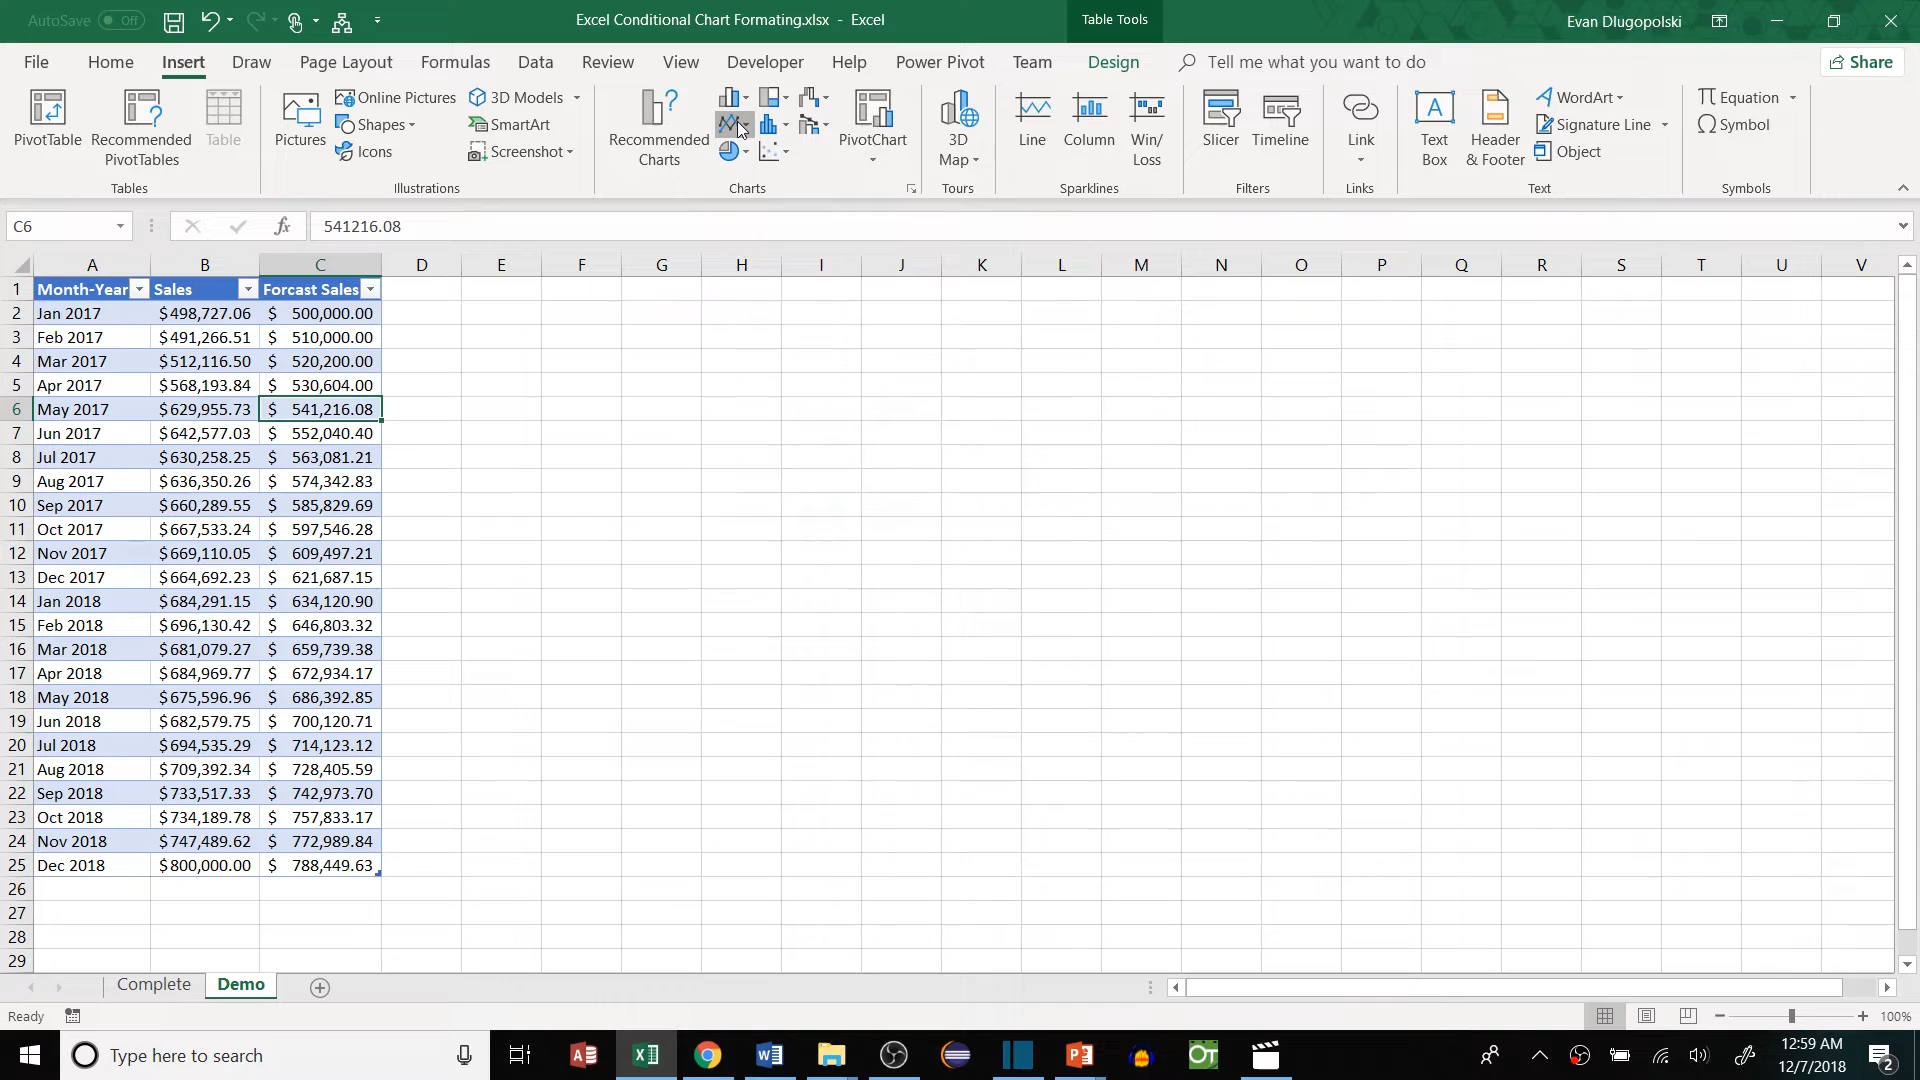 AutoSave Off
Excel Conditional Chart Formating.xlsx - Excel
Table Tools
Evan Dlugopolski
File Home Insert Draw Page Layout Formulas Data Review View Developer Help Power Pivot Team Design Tell me what you want to do Share
PivotTable
Recommended PivotTables
Table
Tables
Pictures
Online Pictures
Shapes
Icons
3D Models
SmartArt
Screenshot
Illustrations
Recommended Charts
PivotChart
Charts
3D Map
Tours
Line
Column
Win/ Loss
Sparklines
Slicer
Timeline
Filters
Link
Links
Text Box
Header & Footer
WordArt
Signature Line
Object
Text
Equation
Symbol
Symbols
C6 fx 541216.08
A B C D E F G H I J K L M N O P Q R S T U V
1 Month-Year Sales Forcast Sales
2 Jan 2017 $498,727.06 $ 500,000.00
3 Feb 2017 $491,266.51 $ 510,000.00
4 Mar 2017 $512,116.50 $ 520,200.00
5 Apr 2017 $568,193.84 $ 530,604.00
6 May 2017 $629,955.73 $ 541,216.08
7 Jun 2017 $642,577.03 $ 552,040.40
8 Jul 2017 $630,258.25 $ 563,081.21
9 Aug 2017 $636,350.26 $ 574,342.83
10 Sep 2017 $660,289.55 $ 585,829.69
11 Oct 2017 $667,533.24 $ 597,546.28
12 Nov 2017 $669,110.05 $ 609,497.21
13 Dec 2017 $664,692.23 $ 621,687.15
14 Jan 2018 $684,291.15 $ 634,120.90
15 Feb 2018 $696,130.42 $ 646,803.32
16 Mar 2018 $681,079.27 $ 659,739.38
17 Apr 2018 $684,969.77 $ 672,934.17
18 May 2018 $675,596.96 $ 686,392.85
19 Jun 2018 $682,579.75 $ 700,120.71
20 Jul 2018 $694,535.29 $ 714,123.12
21 Aug 2018 $709,392.34 $ 728,405.59
22 Sep 2018 $733,517.33 $ 742,973.70
23 Oct 2018 $734,189.78 $ 757,833.17
24 Nov 2018 $747,489.62 $ 772,989.84
25 Dec 2018 $800,000.00 $ 788,449.63
26
27
28
29
Complete Demo
Ready
100%
Type here to search
12:59 AM
12/7/2018
2